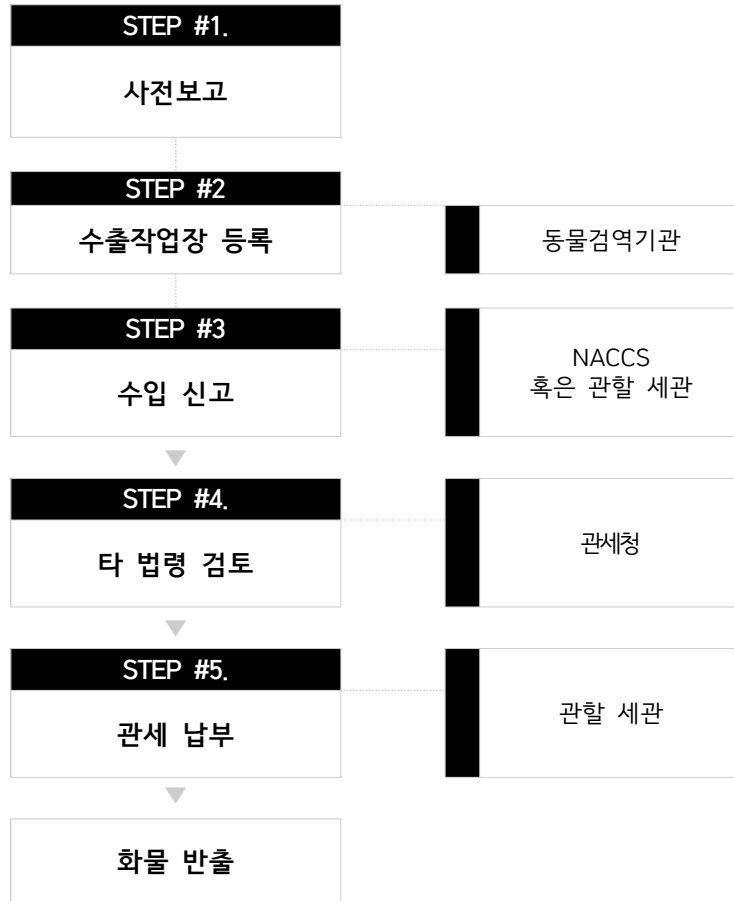 STEP #1.
사전보고
STEP #2
수출작업장 등록
동물검역기관
STEP #3
수입 신고
NACCS
혹은 관할 세관
STEP #4.
타 법령 검토
관세청
STEP #5.
관세 납부
관할 세관
화물 반출